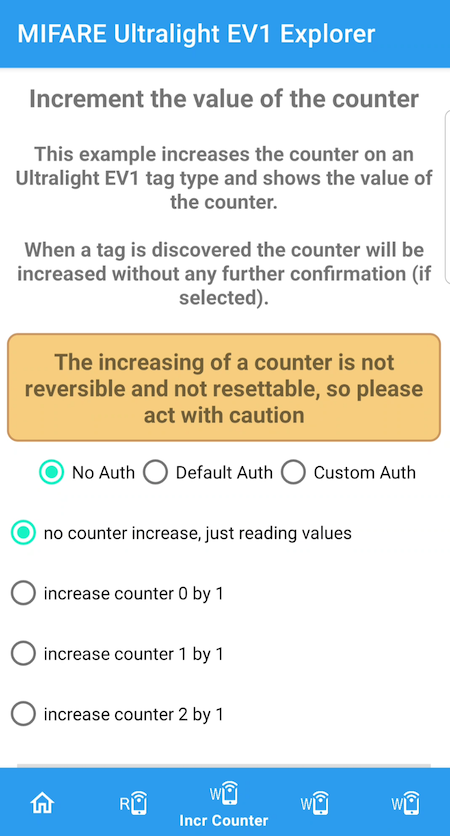 MIFARE Ultralight EV1 Explorer
Increment the value of the counter
This example increases the counter on an
Ultralight EV1 tag type and shows the value of
the counter.
When a tag is discovered the counter will be
increased without any further confirmation (if
selected).
The increasing of a counter is not
reversible and not resettable, so please
act with caution
No Auth Default Auth Custom Auth
no counter increase, just reading values
increase counter 0 by 1
increase counter 1 by 1
increase counter 2 by 1
R W W W
Incr Counter